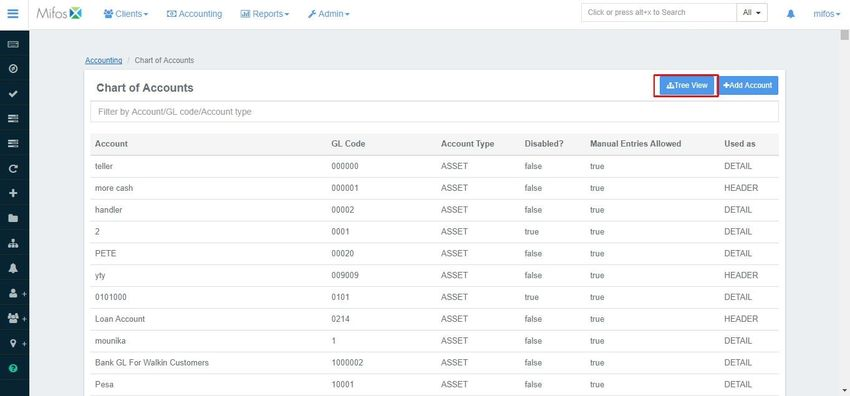 Mifos Clients Accounting Reports Admin Click or press alt+x to Search All mifos
Accounting / Chart of Accounts
Chart of Accounts Tree View Add Account
Filter by Account/GL code/Account type
Account GL Code Account Type Disabled? Manual Entries Allowed Used as
teller 000000 ASSET false true DETAIL
more cash 000001 ASSET false true HEADER
handler 00002 ASSET false true DETAIL
2 0001 ASSET true true DETAIL
PETE 00020 ASSET false true DETAIL
yty 009009 ASSET false true HEADER
0101000 0101 ASSET true true DETAIL
Loan Account 0214 ASSET false true HEADER
mounika 1 ASSET false true DETAIL
Bank GL For Walkin Customers 1000002 ASSET false true DETAIL
Pesa 10001 ASSET false true DETAIL